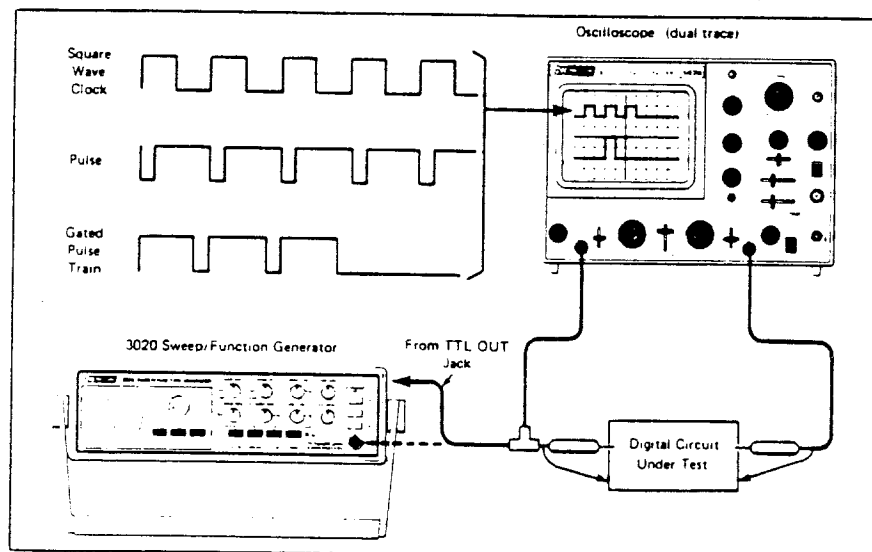 Oscilloscope (dual trace)
Square
Wave
Clock
Pulse
Gated
Pulse
Train
3020 Sweep/Function Generator
From TTL OUT
Jack
Digital Circuit
Under Test